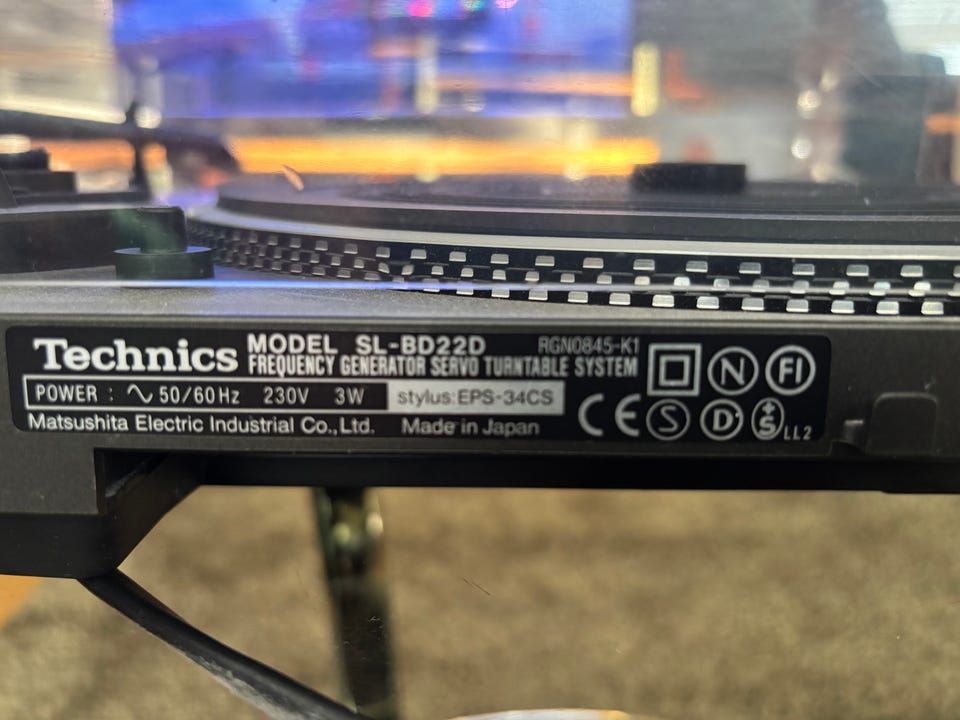 Technics MODEL SL-BD22D RGN0845-K1
FREQUENCY GENERATOR SERVO TURNTABLE SYSTEM
POWER : ∿ 50/60Hz 230V 3W stylus:EPS-34CS
Matsushita Electric Industrial Co.,Ltd. Made in Japan
N FI
CE S D S LL2